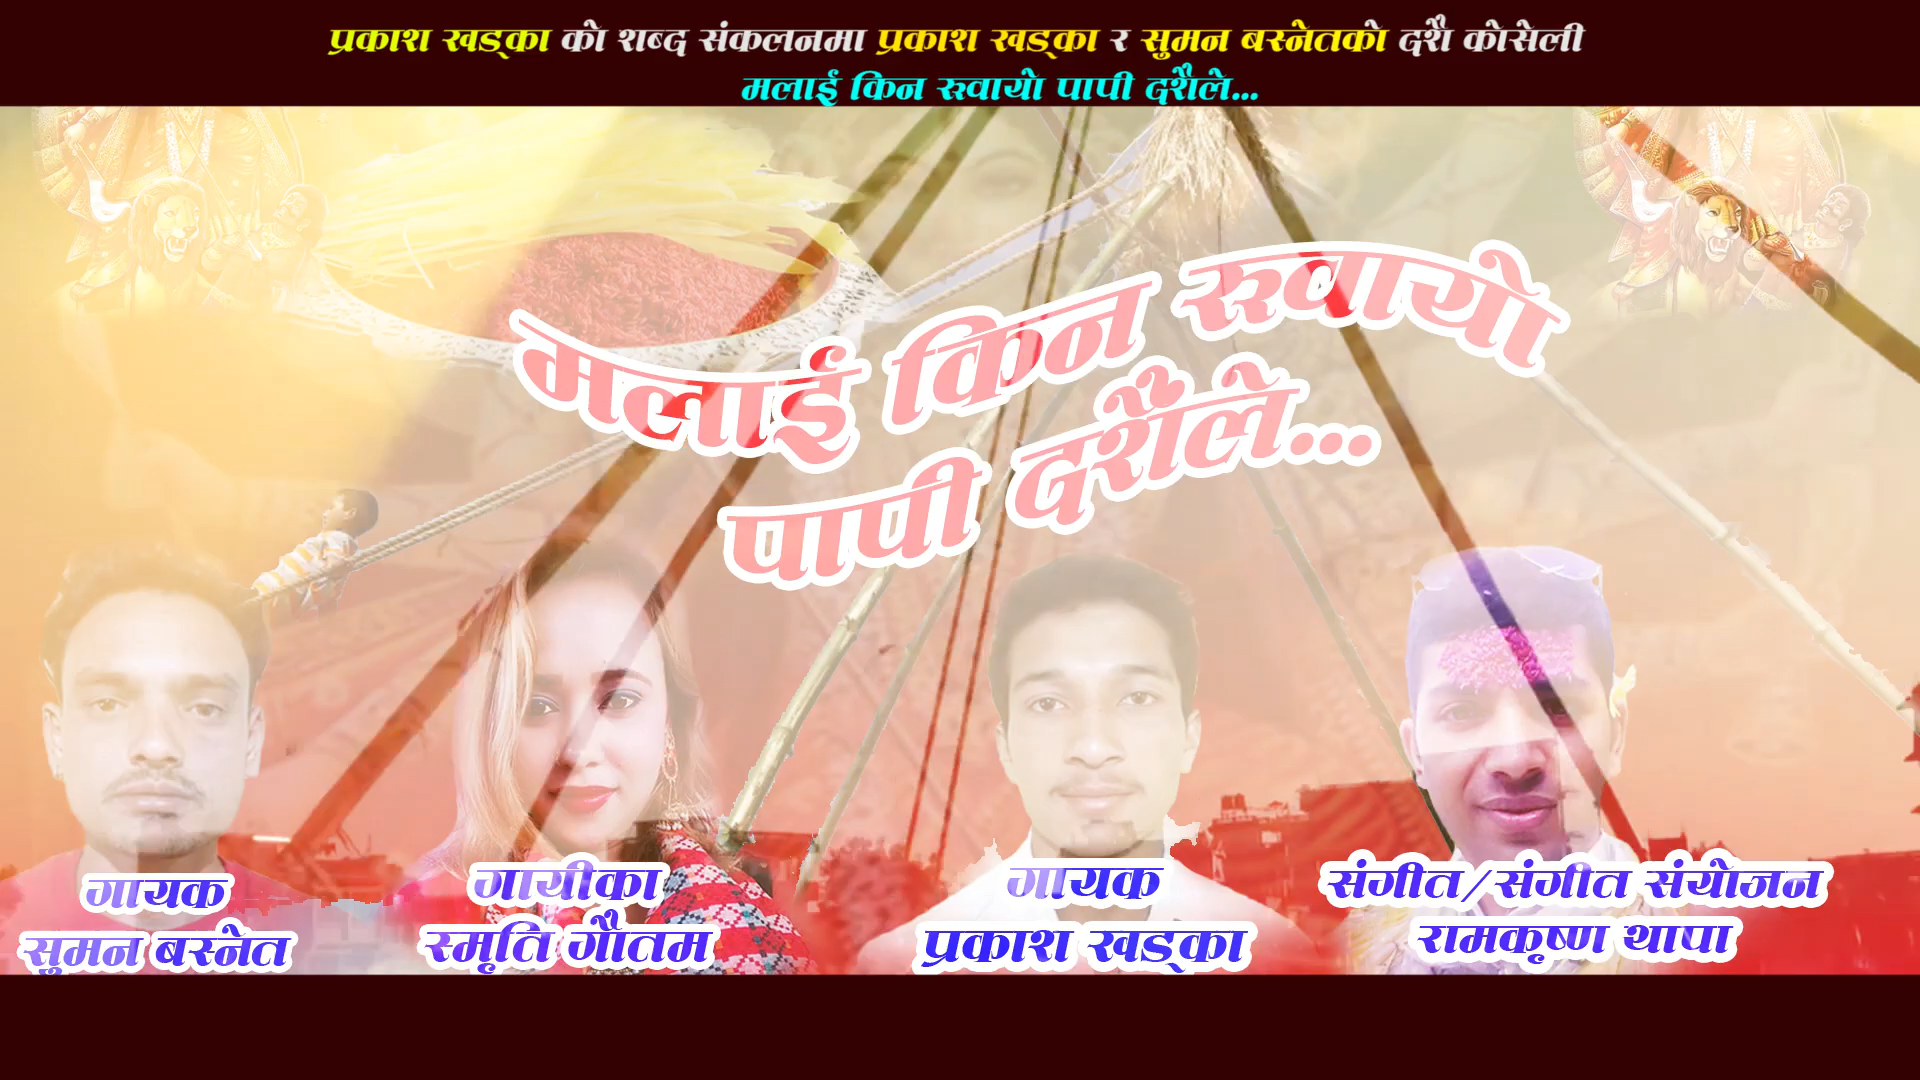 प्रकाश खड्का को शब्द संकलनमा प्रकाश खड्का र सुमन बस्नेतको दशै कोसेली
मलाई किन रुवायो पापी दशैले...
मलाई किन रुवायो
पापी दशैले...
गायक
सुमन बस्नेत
गायीका
स्मृति गौतम
गायक
प्रकाश खड्का
संगीत/संगीत संयोजन
रामकृष्ण थापा